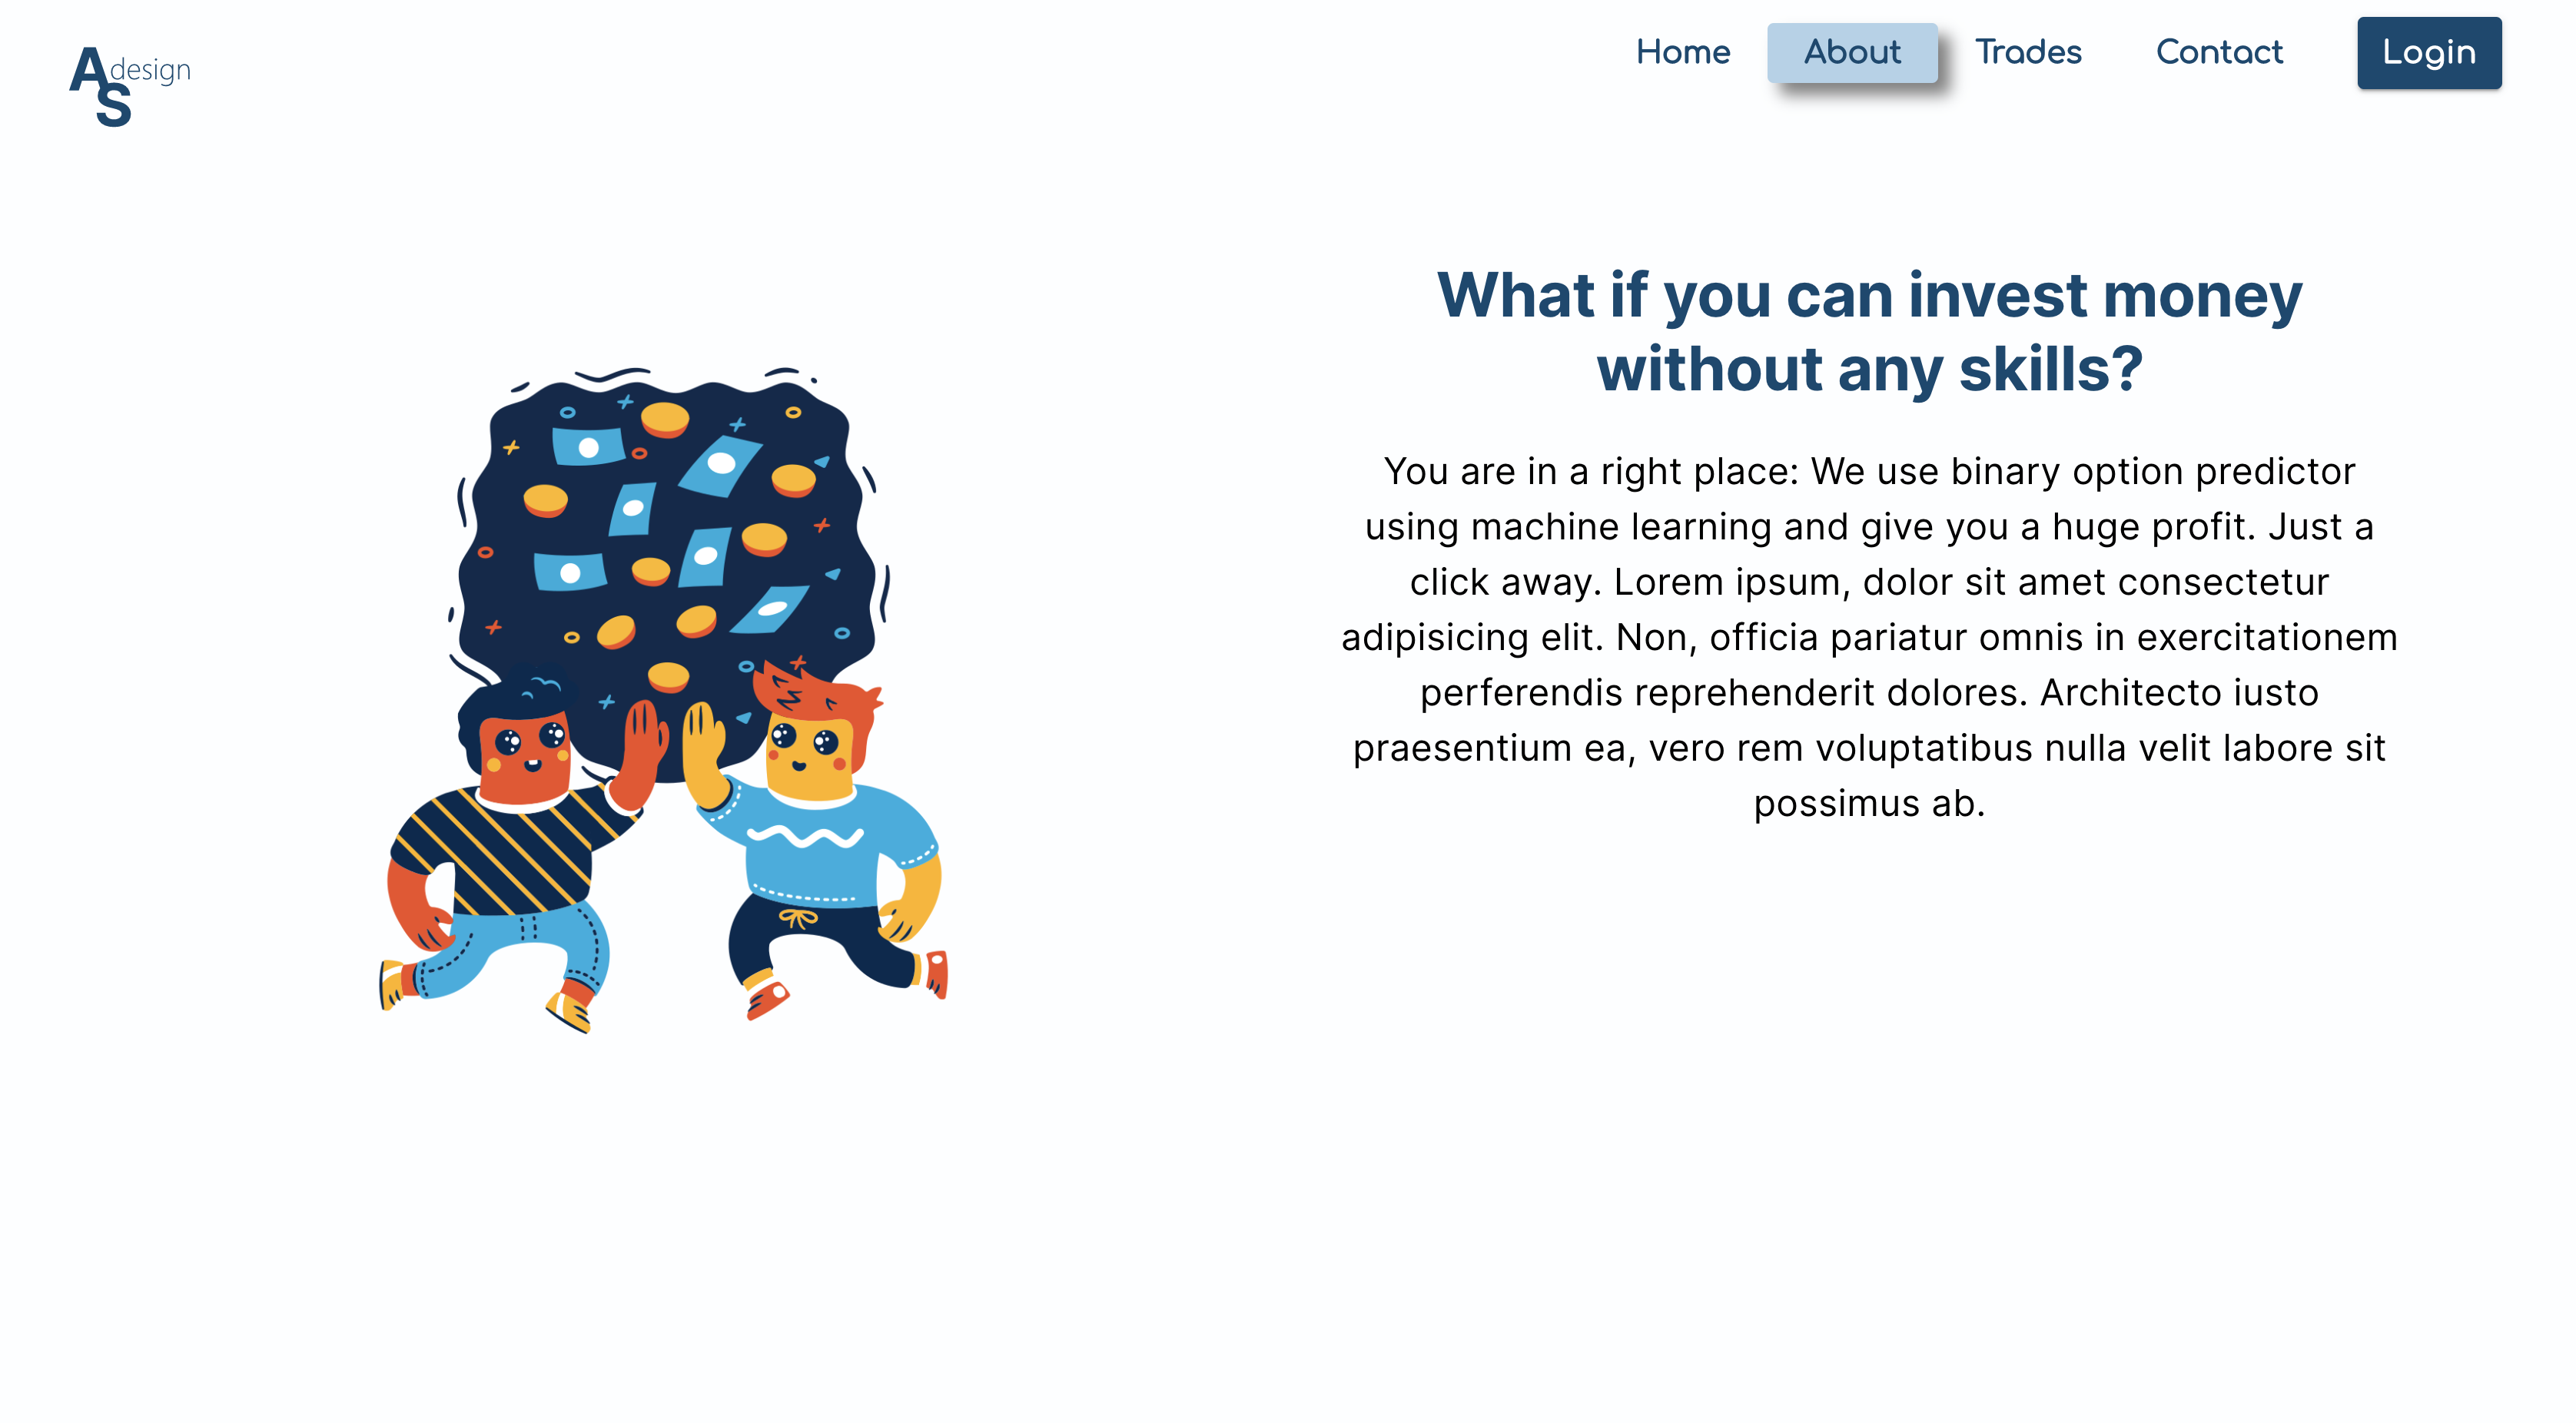 A design
S
Home About Trades Contact Login
What if you can invest money
without any skills?
You are in a right place: We use binary option predictor
using machine learning and give you a huge profit. Just a
click away. Lorem ipsum, dolor sit amet consectetur
adipisicing elit. Non, officia pariatur omnis in exercitationem
perferendis reprehenderit dolores. Architecto iusto
praesentium ea, vero rem voluptatibus nulla velit labore sit
possimus ab.